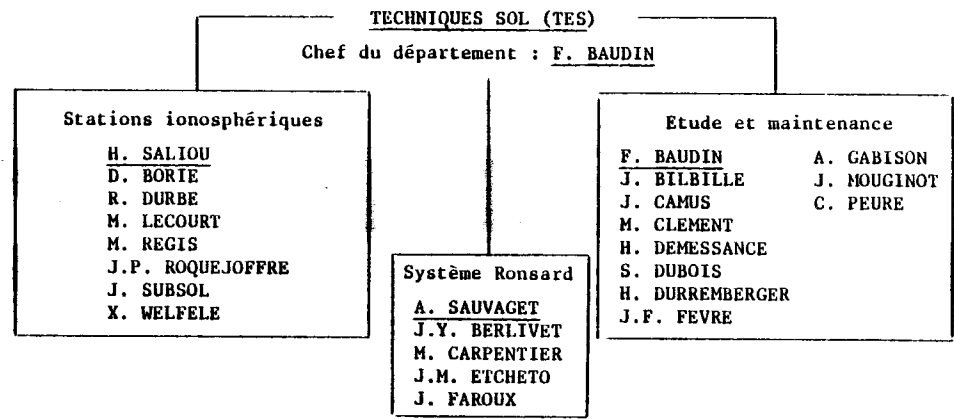 TECHNIQUES SOL (TES)
Chef du département : F. BAUDIN
Stations ionosphériques
H. SALIOU
D. BORIE
R. DURBE
M. LECOURT
M. REGIS
J.P. ROQUEJOFFRE
J. SUBSOL
X. WELFELE
Système Ronsard
A. SAUVAGET
J.Y. BERLIVET
M. CARPENTIER
J.M. ETCHETO
J. FAROUX
Etude et maintenance
F. BAUDIN
J. BILBILLE
J. CAMUS
M. CLEMENT
H. DEMESSANCE
S. DUBOIS
H. DURREMBERGER
J.F. FEVRE
A. GABISON
J. MOUGINOT
C. PEURE